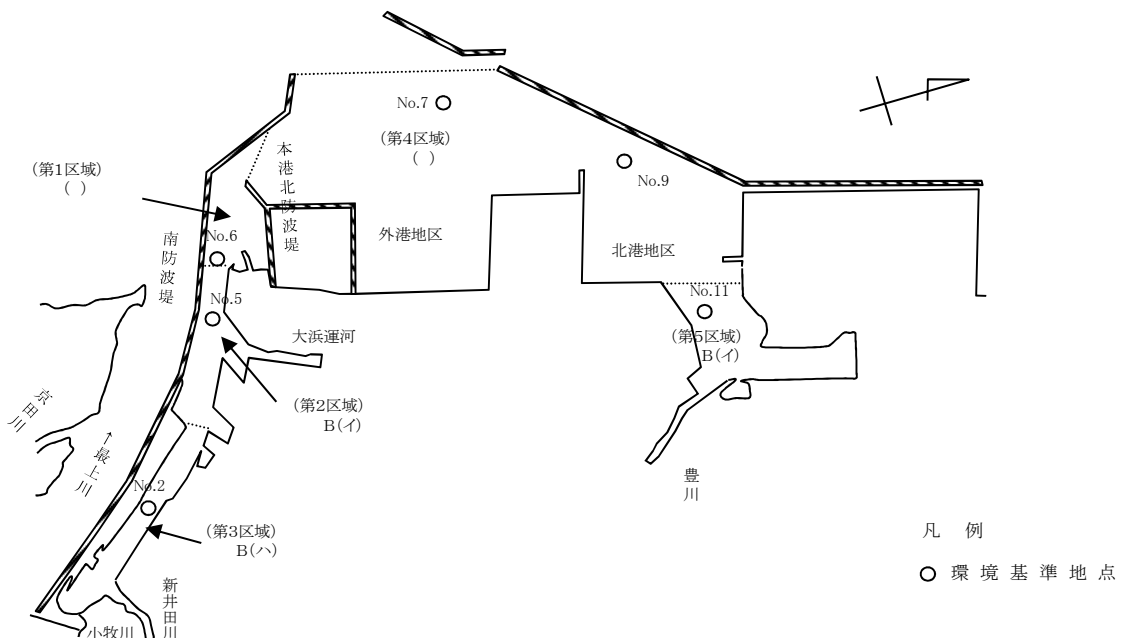 No.7
(第4区域)
( )
本港北防波堤
(第1区域)
( )
No.9
No.6
南防波堤
外港地区
北港地区
No.5
No.11
大浜運河
(第5区域)
B(イ)
京田川
(第2区域)
B(イ)
↑最上川
No.2
豊川
(第3区域)
B(ハ)
凡 例
環 境 基 準 地 点
新井田川
小牧川